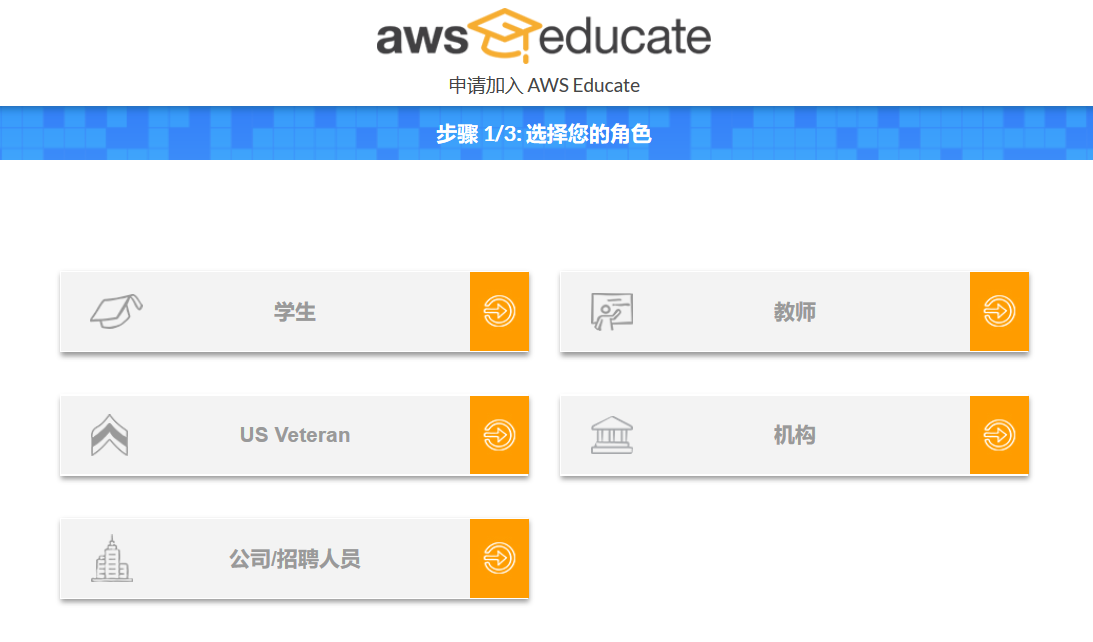 aws educate
申请加入 AWS Educate
步骤 1/3: 选择您的角色
学生
教师
US Veteran
机构
公司/招聘人员